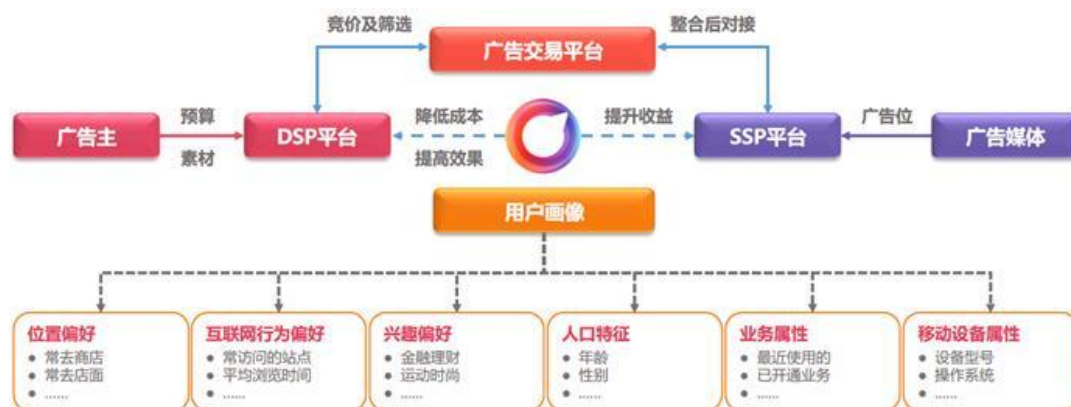 竞价及筛选
广告交易平台
整合后对接
广告主
预算
素材
DSP平台
降低成本
提高效果
提升收益
SSP平台
广告位
广告媒体
用户画像
位置偏好
● 常去商店
● 常去店面
● ......
互联网行为偏好
● 常访问的站点
● 平均浏览时间
● ......
兴趣偏好
● 金融理财
● 运动时尚
● ......
人口特征
● 年龄
● 性别
● ......
业务属性
● 最近使用的
● 已开通业务
● ......
移动设备属性
● 设备型号
● 操作系统
● ......